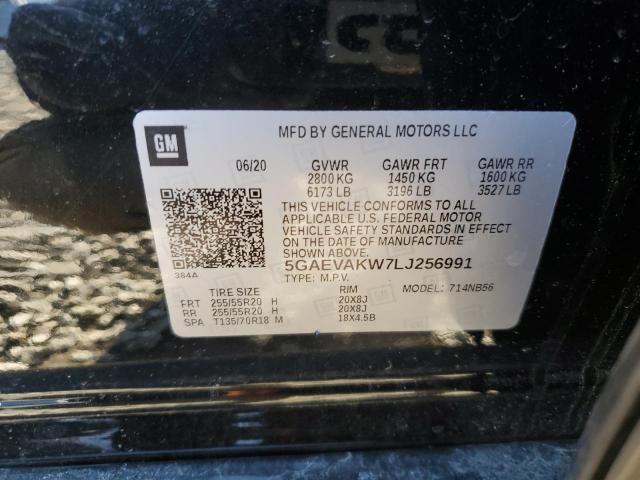 GM
MFD BY GENERAL MOTORS LLC
06/20 GVWR GAWR FRT GAWR RR
2800 KG 1450 KG 1600 KG
6173 LB 3196 LB 3527 LB
THIS VEHICLE CONFORMS TO ALL
APPLICABLE U.S. FEDERAL MOTOR
VEHICLE SAFETY STANDARDS IN
EFFECT ON THE DATE OF MANUFACTURE
SHOWN ABOVE.
384A
5GAEVAKW7LJ256991
TYPE: M.P.V. MODEL: 714NB56
TIRE SIZE RIM
FRT 255/55R20 H 20X8J
RR 255/55R20 H 20X8J
SPA T135/70R18 M 18X4.5B